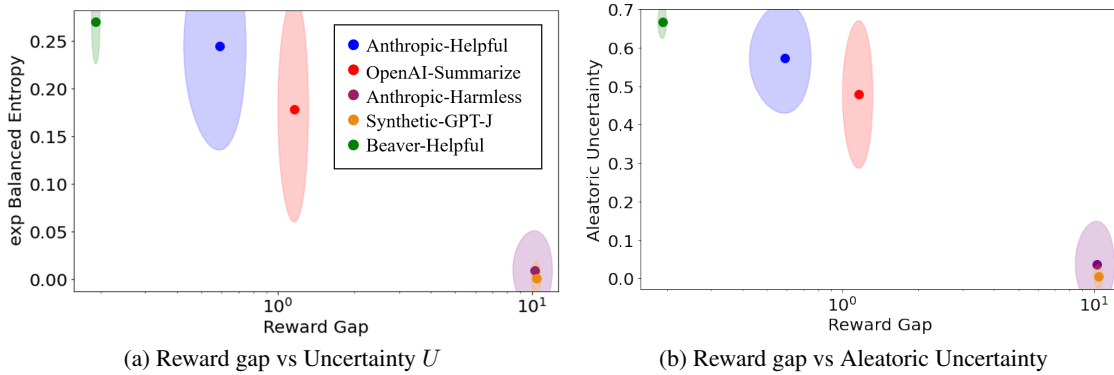 exp Balanced Entropy
0.25
0.20
0.15
0.10
0.05
0.00
Anthropic-Helpful
OpenAI-Summarize
Anthropic-Harmless
Synthetic-GPT-J
Beaver-Helpful
10⁰
10¹
Reward Gap
(a) Reward gap vs Uncertainty U
Aleatoric Uncertainty
0.7
0.6
0.5
0.4
0.3
0.2
0.1
0.0
10⁰
10¹
Reward Gap
(b) Reward gap vs Aleatoric Uncertainty